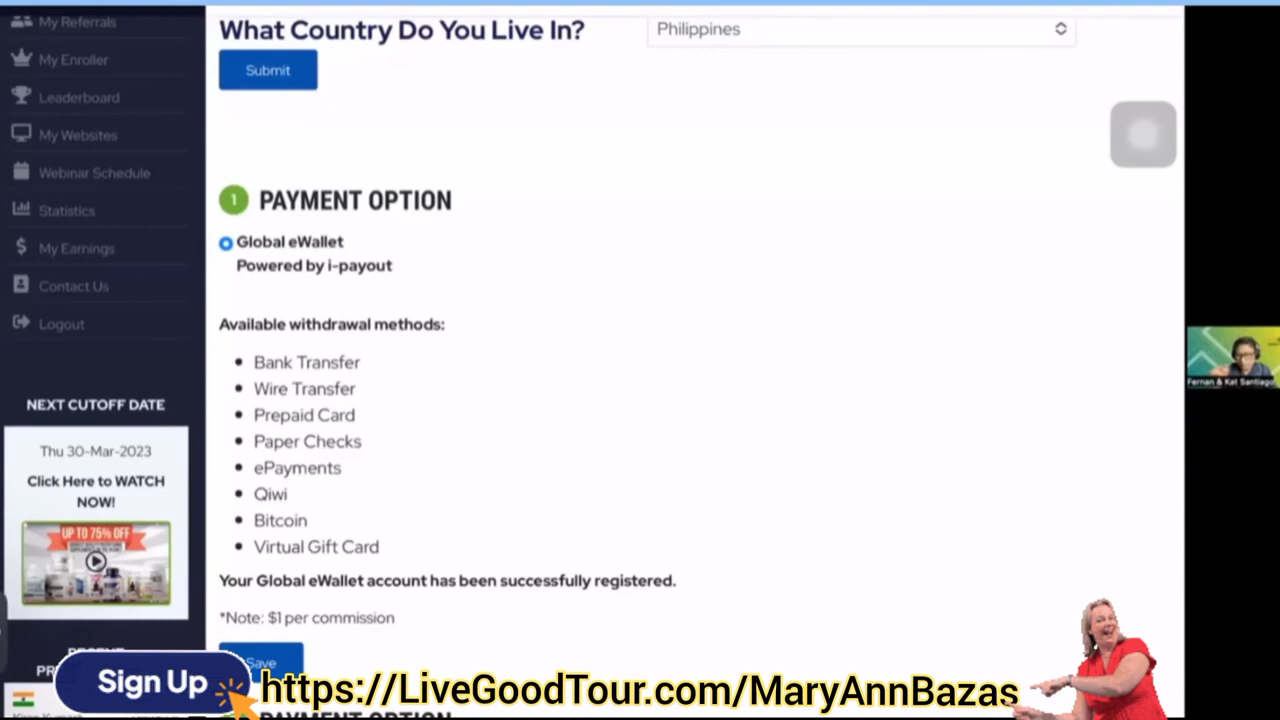 My Referrals
My Enroller
Leaderboard
My Websites
Webinar Schedule
Statistics
My Earnings
Contact Us
Logout
NEXT CUTOFF DATE
Thu 30-Mar-2023
Click Here to WATCH
NOW!
UP TO 75% OFF
What Country Do You Live In?
Philippines
Submit
1 PAYMENT OPTION
Global eWallet
Powered by i-payout
Available withdrawal methods:
Bank Transfer
Wire Transfer
Prepaid Card
Paper Checks
ePayments
Qiwi
Bitcoin
Virtual Gift Card
Your Global eWallet account has been successfully registered.
*Note: $1 per commission
Save
PAYMENT OPTION
Fernan & Kat Santiago
Sign Up
https://LiveGoodTour.com/MaryAnnBazas